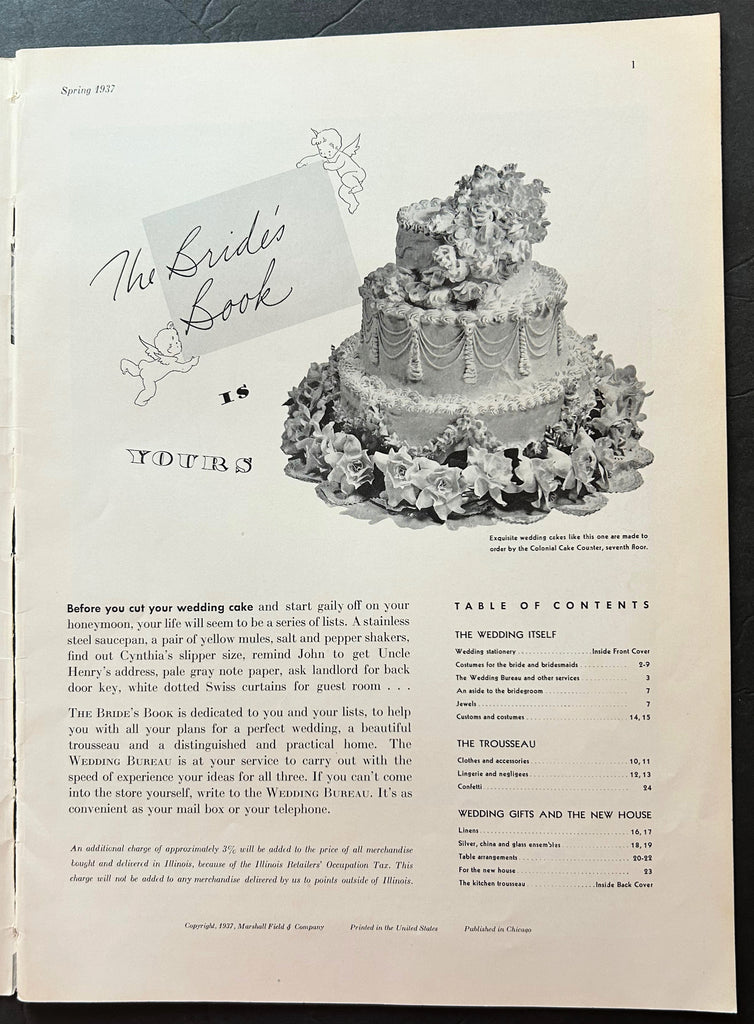 1
Spring 1937
The Bride's
Book
IS
YOURS
Exquisite wedding cakes like this one are made to
order by the Colonial Cake Counter, seventh floor.
Before you cut your wedding cake and start gaily off on your
honeymoon, your life will seem to be a series of lists. A stainless
steel saucepan, a pair of yellow mules, salt and pepper shakers,
find out Cynthia's slipper size, remind John to get Uncle
Henry's address, pale gray note paper, ask landlord for back
door key, white dotted Swiss curtains for guest room . . .
THE BRIDE'S BOOK is dedicated to you and your lists, to help
you with all your plans for a perfect wedding, a beautiful
trousseau and a distinguished and practical home. The
WEDDING BUREAU is at your service to carry out with the
speed of experience your ideas for all three. If you can't come
into the store yourself, write to the WEDDING BUREAU. It's as
convenient as your mail box or your telephone.
An additional charge of approximately 3% will be added to the price of all merchandise
bought and delivered in Illinois, because of the Illinois Retailers' Occupation Tax. This
charge will not be added to any merchandise delivered by us to points outside of Illinois.
TABLE OF CONTENTS
THE WEDDING ITSELF
Wedding stationery ... Inside Front Cover
Costumes for the bride and bridesmaids ... 2-9
The Wedding Bureau and other services ... 3
An aside to the bridegroom ... 7
Jewels ... 7
Customs and costumes ... 14, 15
THE TROUSSEAU
Clothes and accessories ... 10, 11
Lingerie and negligees ... 12, 13
Confetti ... 24
WEDDING GIFTS AND THE NEW HOUSE
Linens ... 16, 17
Silver, china and glass ensembles ... 18, 19
Table arrangements ... 20-22
For the new house ... 23
The kitchen trousseau ... Inside Back Cover
Copyright, 1937, Marshall Field & Company Printed in the United States Published in Chicago